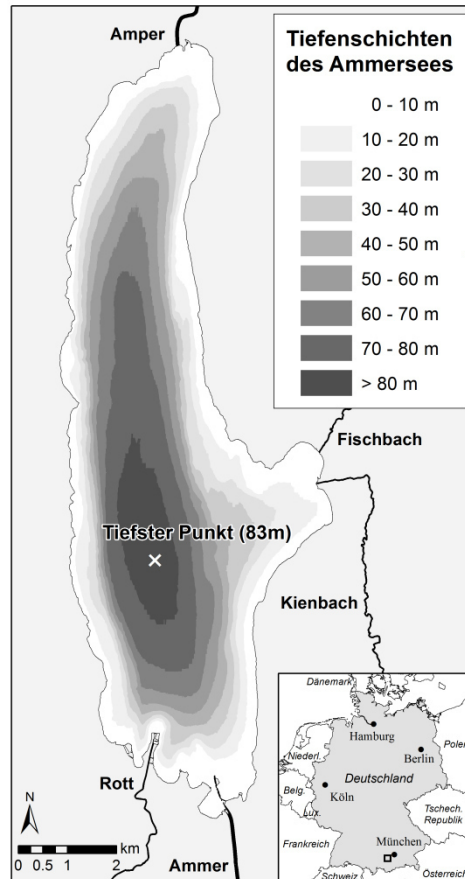 Amper
Tiefenschichten
des Ammersees
0 - 10 m
10 - 20 m
20 - 30 m
30 - 40 m
40 - 50 m
50 - 60 m
60 - 70 m
70 - 80 m
> 80 m
Fischbach
Tiefster Punkt (83m)
Kienbach
Rott
Ammer
N
0 0.5 1 2
km
Dänemark
Hamburg
Niederl.
Berlin
Polen
Deutschland
Belg.
Köln
Lux.
Tschech.
Republik
Frankreich
München
Schweiz
Österreich